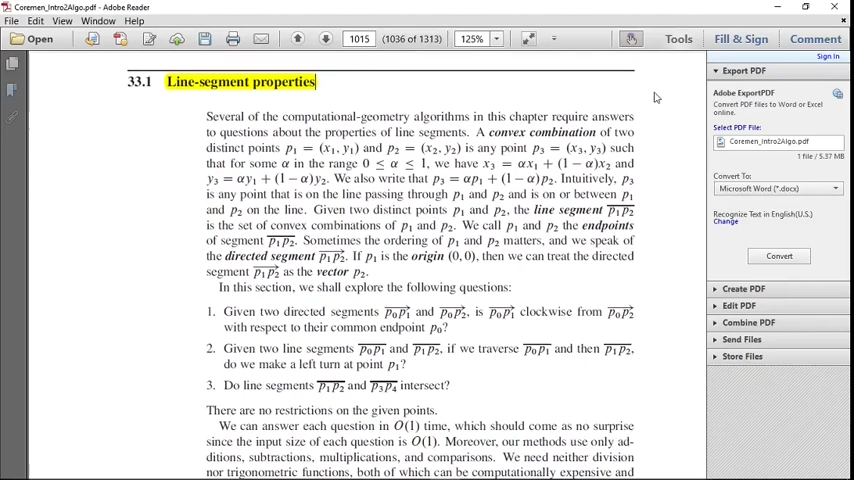 Coremen_Intro2Algo.pdf - Adobe Reader
File Edit View Window Help
Open 1015 (1036 of 1313) 125% Tools Fill & Sign Comment
Sign In
Export PDF
Adobe ExportPDF
Convert PDF files to Word or Excel
online.
Select PDF File:
Coremen_Intro2Algo.pdf
1 file / 5.37 MB
Convert To:
Microsoft Word (*.docx)
Recognize Text in English(U.S.)
Change
Convert
Create PDF
Edit PDF
Combine PDF
Send Files
Store Files
33.1 Line-segment properties
Several of the computational-geometry algorithms in this chapter require answers
to questions about the properties of line segments. A convex combination of two
distinct points p₁ = (x₁, y₁) and p₂ = (x₂, y₂) is any point p₃ = (x₃, y₃) such
that for some α in the range 0 ≤ α ≤ 1, we have x₃ = αx₁ + (1 − α)x₂ and
y₃ = αy₁ + (1 − α)y₂. We also write that p₃ = αp₁ + (1 − α)p₂. Intuitively, p₃
is any point that is on the line passing through p₁ and p₂ and is on or between p₁
and p₂ on the line. Given two distinct points p₁ and p₂, the line segment p₁p₂
is the set of convex combinations of p₁ and p₂. We call p₁ and p₂ the endpoints
of segment p₁p₂. Sometimes the ordering of p₁ and p₂ matters, and we speak of
the directed segment p₁p₂. If p₁ is the origin (0, 0), then we can treat the directed
segment p₁p₂ as the vector p₂.
In this section, we shall explore the following questions:
1. Given two directed segments p₀p₁ and p₀p₂, is p₀p₁ clockwise from p₀p₂
with respect to their common endpoint p₀?
2. Given two line segments p₀p₁ and p₁p₂, if we traverse p₀p₁ and then p₁p₂,
do we make a left turn at point p₁?
3. Do line segments p₁p₂ and p₃p₄ intersect?
There are no restrictions on the given points.
We can answer each question in O(1) time, which should come as no surprise
since the input size of each question is O(1). Moreover, our methods use only ad-
ditions, subtractions, multiplications, and comparisons. We need neither division
nor trigonometric functions, both of which can be computationally expensive and